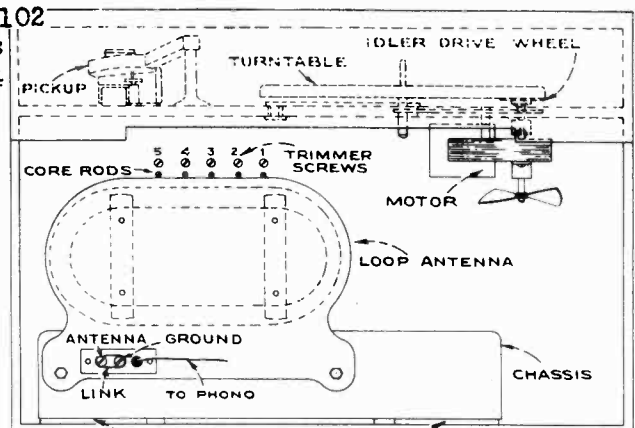 102
PICKUP
TURNTABLE
IDLER DRIVE WHEEL
5 4 3 2 1
TRIMMER
SCREWS
CORE RODS
MOTOR
LOOP ANTENNA
ANTENNA
GROUND
LINK
TO PHONO
CHASSIS